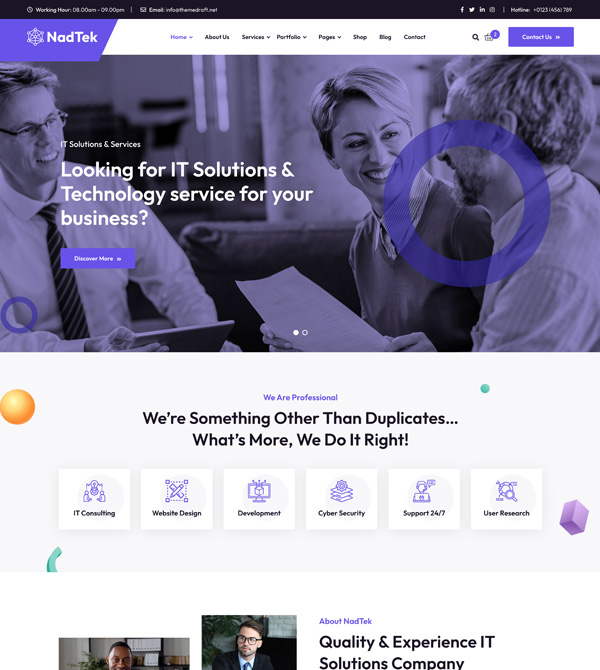 Working Hour: 08.00am - 09.00pm
Email: info@themedraft.net
Hotline: +0123 (456) 789
NadTek
Home
About Us
Services
Portfolio
Pages
Shop
Blog
Contact
2
Contact Us »
IT Solutions & Services
Looking for IT Solutions &
Technology service for your
business?
Discover More »
We Are Professional
We’re Something Other Than Duplicates...
What’s More, We Do It Right!
IT Consulting
Website Design
Development
Cyber Security
Support 24/7
User Research
About NadTek
Quality & Experience IT
Solutions Company